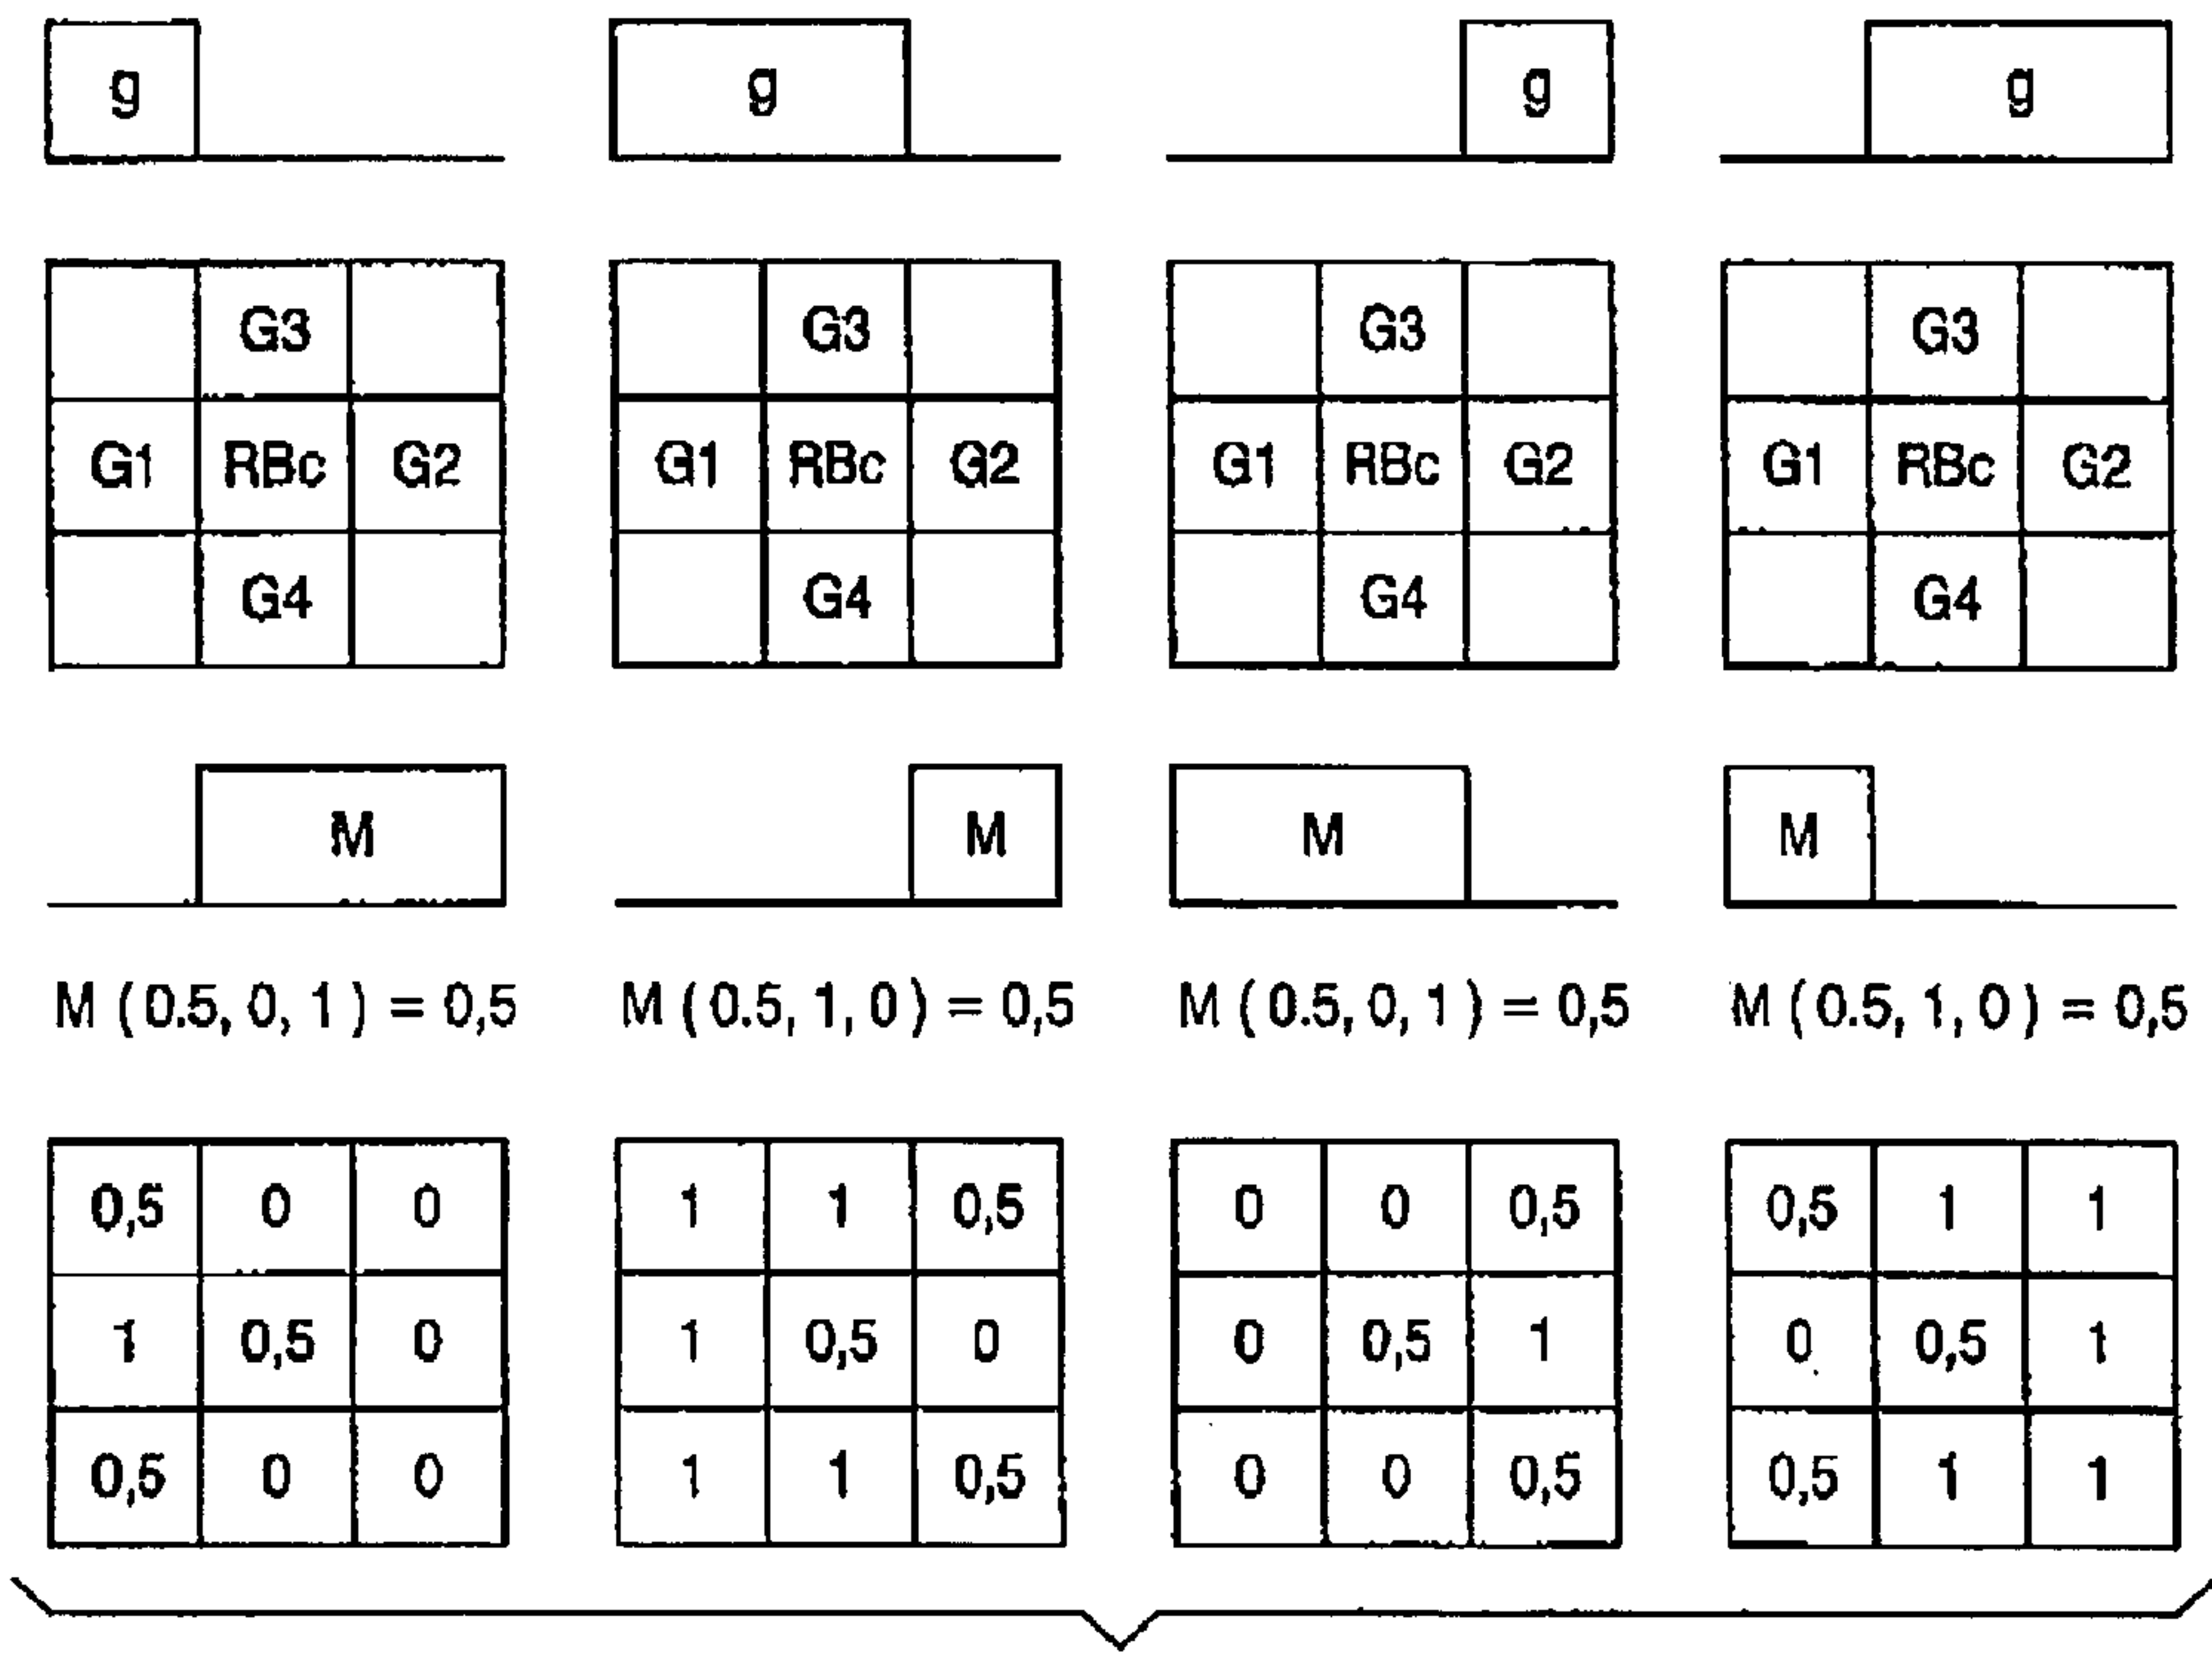 g g g g
G3 G3 G3 G3
G1 RBc G2 G1 RBc G2 G1 RBc G2 G1 RBc G2
G4 G4 G4 G4
M M M M
M ( 0.5, 0, 1 ) = 0,5 M ( 0.5, 1, 0 ) = 0,5 M ( 0.5, 0, 1 ) = 0,5 M ( 0.5, 1, 0 ) = 0,5
0,5 0 0 1 1 0,5 0 0 0,5 0,5 1 1
1 0,5 0 1 0,5 0 0 0,5 1 0 0,5 1
0,5 0 0 1 1 0,5 0 0 0,5 0,5 1 1